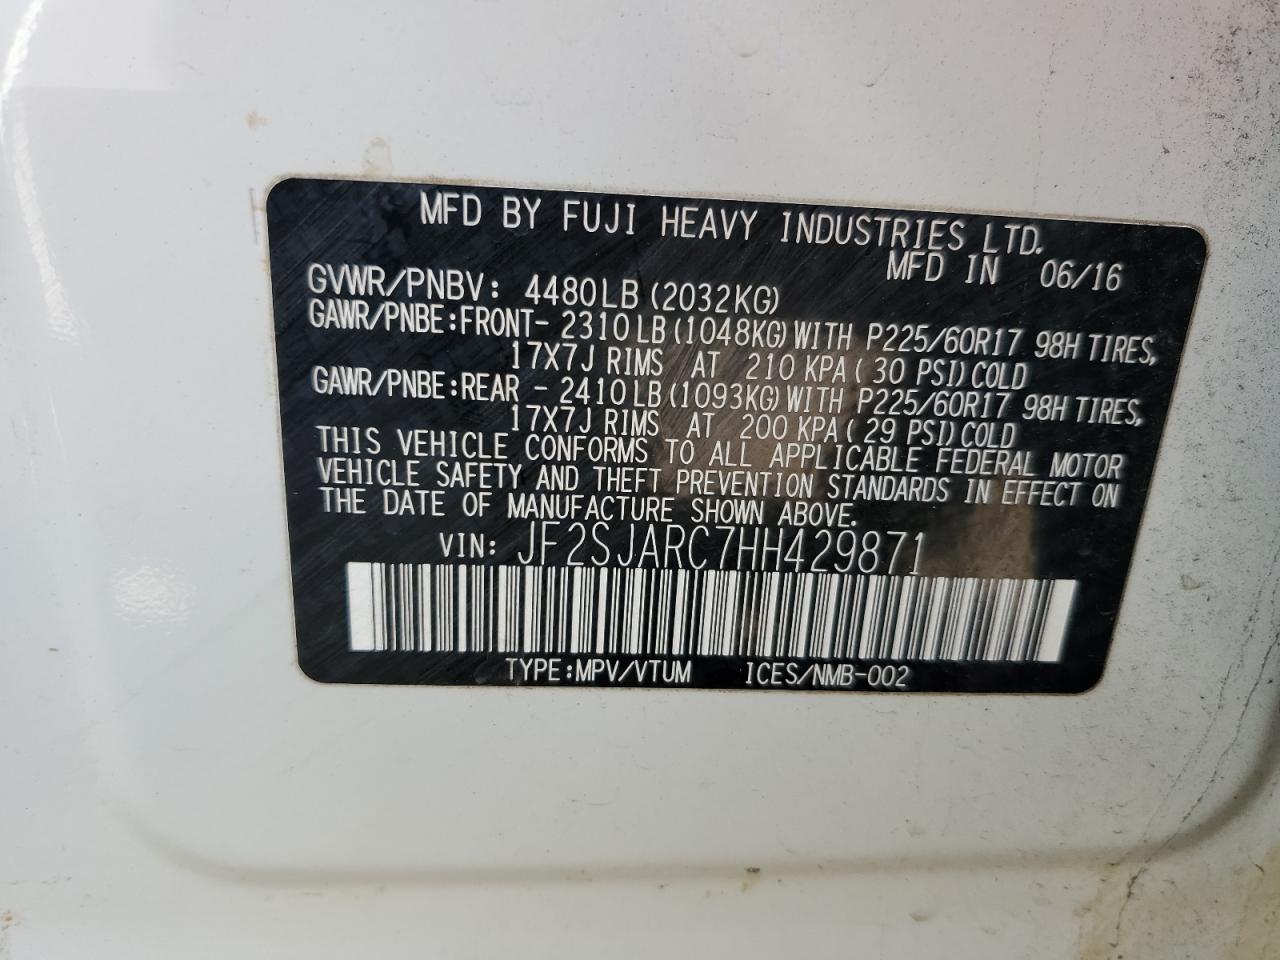 MFD BY FUJI HEAVY INDUSTRIES LTD.
MFD IN 06/16
GVWR/PNBV: 4480LB (2032KG)
GAWR/PNBE:FRONT- 2310LB (1048KG) WITH P225/60R17 98H TIRES,
17X7J RIMS AT 210 KPA ( 30 PSI) COLD
GAWR/PNBE:REAR - 2410LB (1093KG) WITH P225/60R17 98H TIRES,
17X7J RIMS AT 200 KPA ( 29 PSI) COLD
THIS VEHICLE CONFORMS TO ALL APPLICABLE FEDERAL MOTOR
VEHICLE SAFETY AND THEFT PREVENTION STANDARDS IN EFFECT ON
THE DATE OF MANUFACTURE SHOWN ABOVE.
VIN: JF2SJARC7HH429871
TYPE:MPV/VTUM ICES/NMB-002